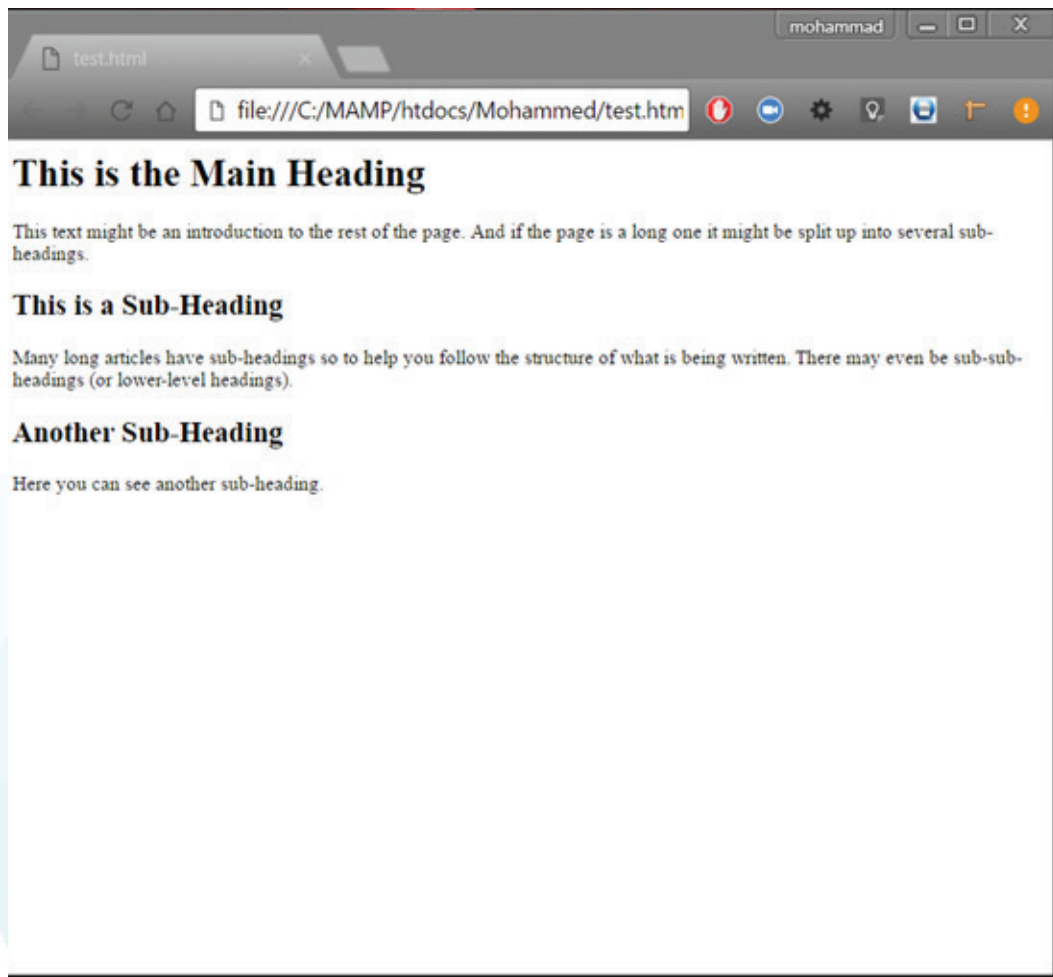 mohammad
test.html
file:///C:/MAMP/htdocs/Mohammed/test.htm
This is the Main Heading
This text might be an introduction to the rest of the page. And if the page is a long one it might be split up into several sub-
headings.
This is a Sub-Heading
Many long articles have sub-headings so to help you follow the structure of what is being written. There may even be sub-sub-
headings (or lower-level headings).
Another Sub-Heading
Here you can see another sub-heading.